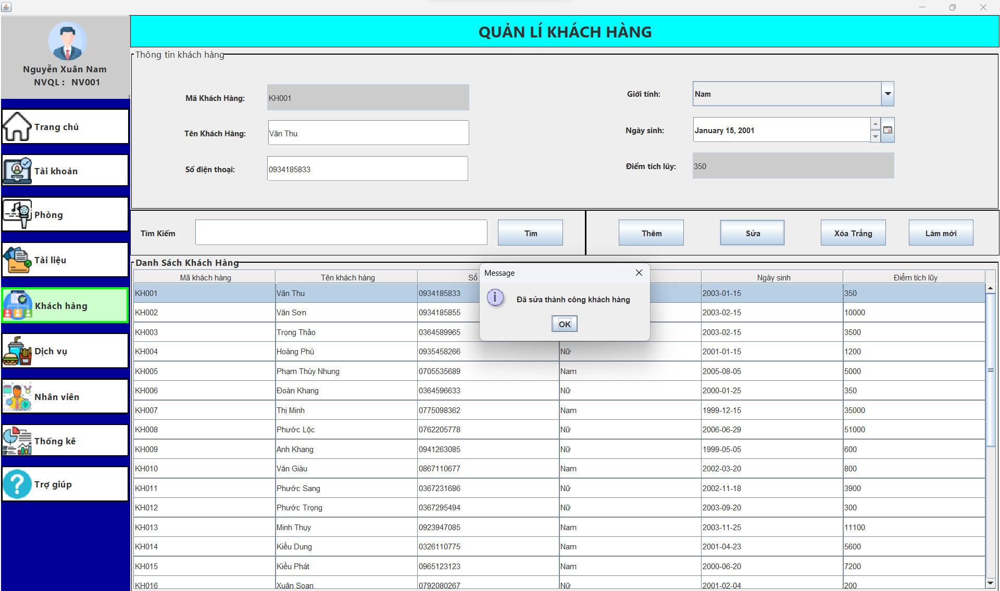 QUẢN LÍ KHÁCH HÀNG
Nguyễn Xuân Nam
NVQL : NV001
Trang chủ
Tài khoản
Phòng
Tài liệu
Khách hàng
Dịch vụ
Nhân viên
Thống kê
Trợ giúp
Thông tin khách hàng
Mã Khách Hàng: KH001
Giới tính: Nam
Tên Khách Hàng: Văn Thu
Ngày sinh: January 15, 2001
Số điện thoại: 0934185833
Điểm tích lũy: 350
Tìm Kiếm Tìm Thêm Sửa Xóa Trắng Làm mới
Danh Sách Khách Hàng
Mã khách hàng Tên khách hàng Số Ngày sinh Điểm tích lũy
KH001 Văn Thu 0934185833 2003-01-15 350
KH002 Văn Sơn 0934185855 2003-02-15 10000
KH003 Trọng Thảo 0364589965 2003-02-15 3500
KH004 Hoàng Phú 0935458266 Nữ 2001-01-15 1200
KH005 Phạm Thùy Nhung 0705535689 Nam 2005-08-05 5000
KH006 Đoàn Khang 0364596633 Nữ 2000-01-25 350
KH007 Thị Minh 0775098362 Nam 1999-12-15 35000
KH008 Phước Lộc 0762205778 Nữ 2006-06-29 51000
KH009 Anh Khang 0941263085 Nữ 1999-05-05 600
KH010 Văn Giàu 0867110677 Nam 2002-03-20 800
KH011 Phước Sang 0367231686 Nữ 2002-11-18 3900
KH012 Phước Trọng 0367295494 Nữ 2003-09-20 300
KH013 Minh Thụy 0923947085 Nam 2003-11-25 11100
KH014 Kiều Dung 0326110775 Nam 2001-04-23 5600
KH015 Kiều Phát 0965123123 Nam 2000-06-20 7200
KH016 Xuân Soan 0792080267 Nữ 2001-02-04 200
Message
Đã sửa thành công khách hàng
OK